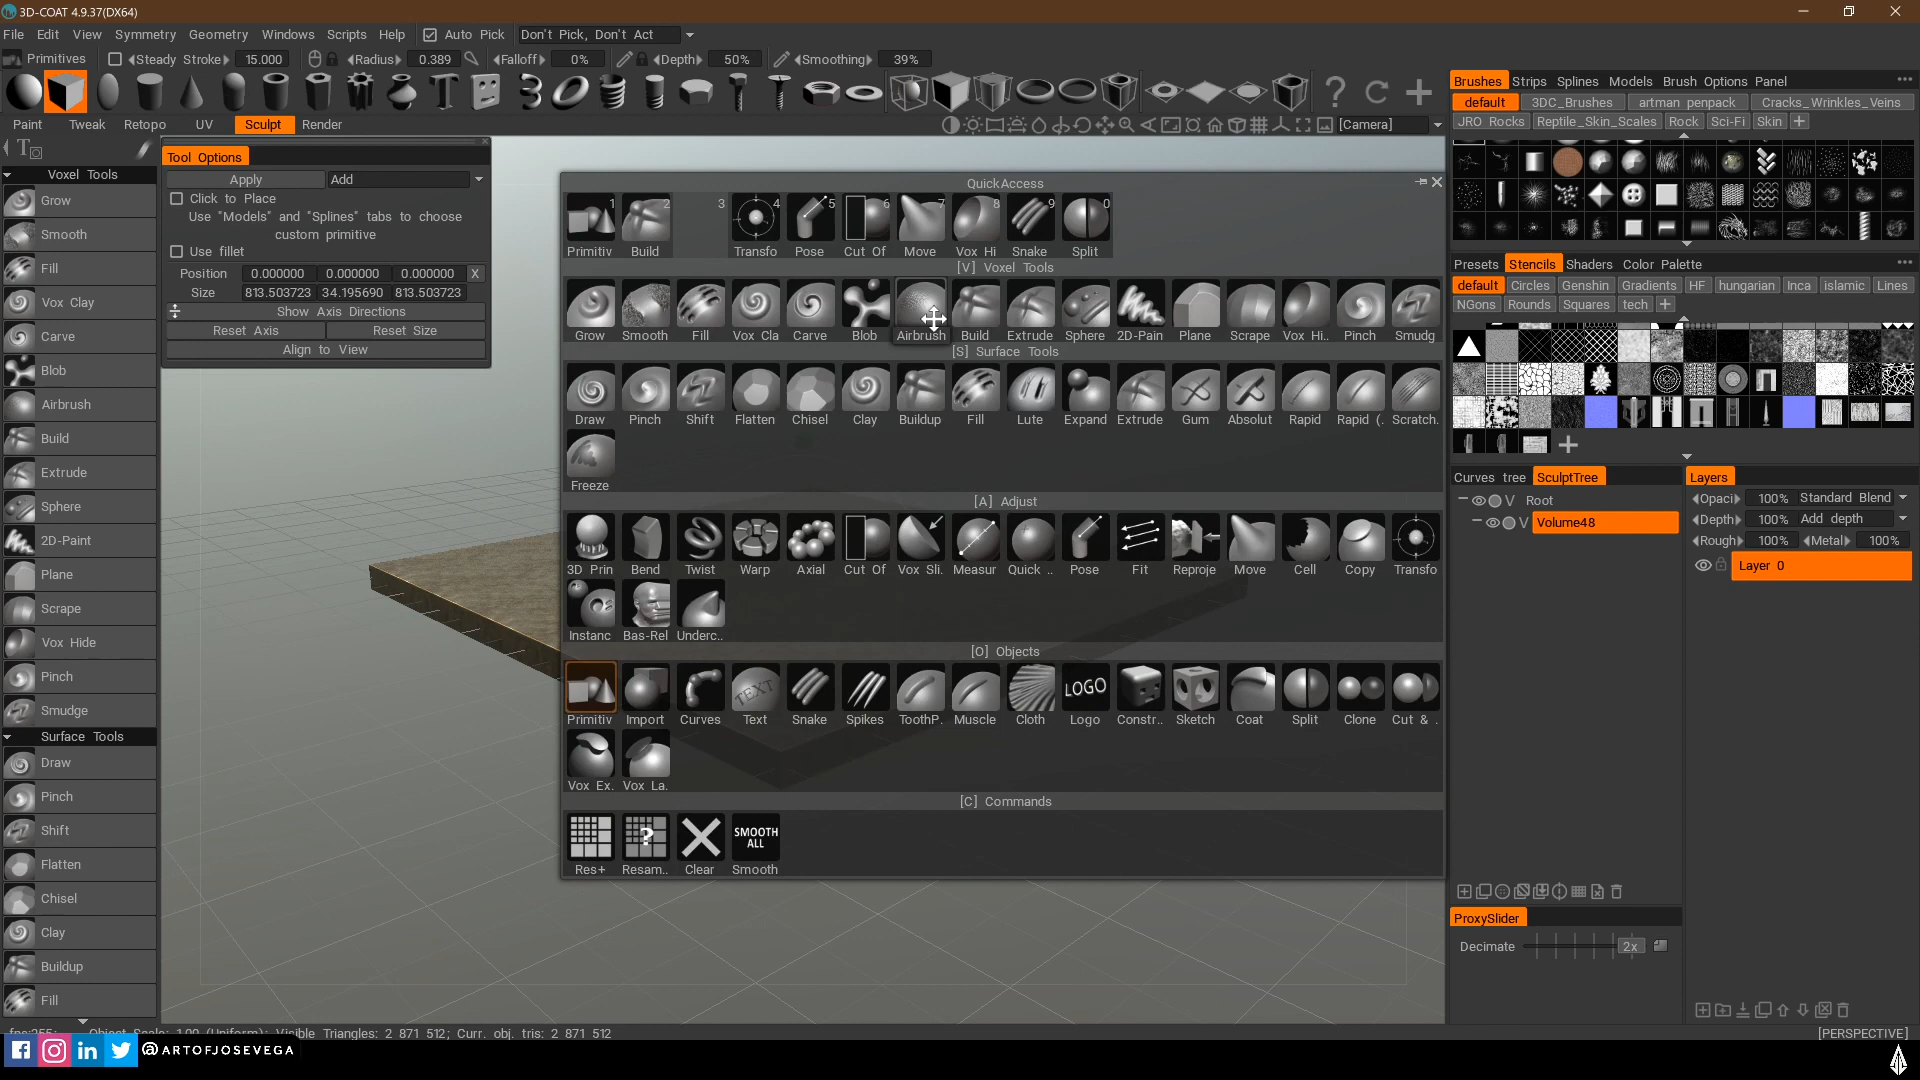 3D-COAT 4.9.37(DX64)
File Edit View Symmetry Geometry Windows Scripts Help Auto Pick Don't Pick, Don't Act
Primitives Steady Stroke 15.000 Radius 0.389 Falloff 0% Depth 50% Smoothing 39%
Paint Tweak Retopo UV Sculpt Render [Camera]
Tool Options
Apply Add
Click to Place
Use "Models" and "Splines" tabs to choose
custom primitive
Use fillet
Position 0.000000 0.000000 0.000000 X
Size 813.503723 34.195690 813.503723
Show Axis Directions
Reset Axis Reset Size
Align to View
Voxel Tools
Grow
Smooth
Fill
Vox Clay
Carve
Blob
Airbrush
Build
Extrude
Sphere
2D-Paint
Plane
Scrape
Vox Hide
Pinch
Smudge
Surface Tools
Draw
Pinch
Shift
Flatten
Chisel
Clay
Buildup
Fill
QuickAccess
1 2 3 4 5 6 7 8 9 0
Primitiv Build Transfo Pose Cut Of Move Vox Hi Snake Split
[V] Voxel Tools
Grow Smooth Fill Vox Cla Carve Blob Airbrush Build Extrude Sphere 2D-Pain Plane Scrape Vox Hi.. Pinch Smudg
[S] Surface Tools
Draw Pinch Shift Flatten Chisel Clay Buildup Fill Lute Expand Extrude Gum Absolut Rapid Rapid (. Scratch.
Freeze
[A] Adjust
3D Prin Bend Twist Warp Axial Cut Of Vox Sli. Measur Quick .. Pose Fit Reproje Move Cell Copy Transfo
Instanc Bas-Rel Underc..
[O] Objects
TEXT LOGO
Primitiv Import Curves Text Snake Spikes ToothP. Muscle Cloth Logo Constr.. Sketch Coat Split Clone Cut & .
Vox Ex. Vox La.
[C] Commands
? SMOOTH ALL
Res+ Resam.. Clear Smooth
Brushes Strips Splines Models Brush Options Panel
default 3DC_Brushes artman penpack Cracks_Wrinkles_Veins
JRO Rocks Reptile_Skin_Scales Rock Sci-Fi Skin
Presets Stencils Shaders Color Palette
default Circles Genshin Gradients HF hungarian Inca islamic Lines
NGons Rounds Squares tech
Curves tree SculptTree
V Root
V Volume48
Layers
Opaci 100% Standard Blend
Depth 100% Add depth
Rough 100% Metal 100%
Layer 0
ProxySlider
Decimate 2x
Object Scale: 1.00 (Uniform); Visible Triangles: 2 871 512; Curr. obj. tris: 2 871 512
[PERSPECTIVE]
@ARTOFJOSEVEGA